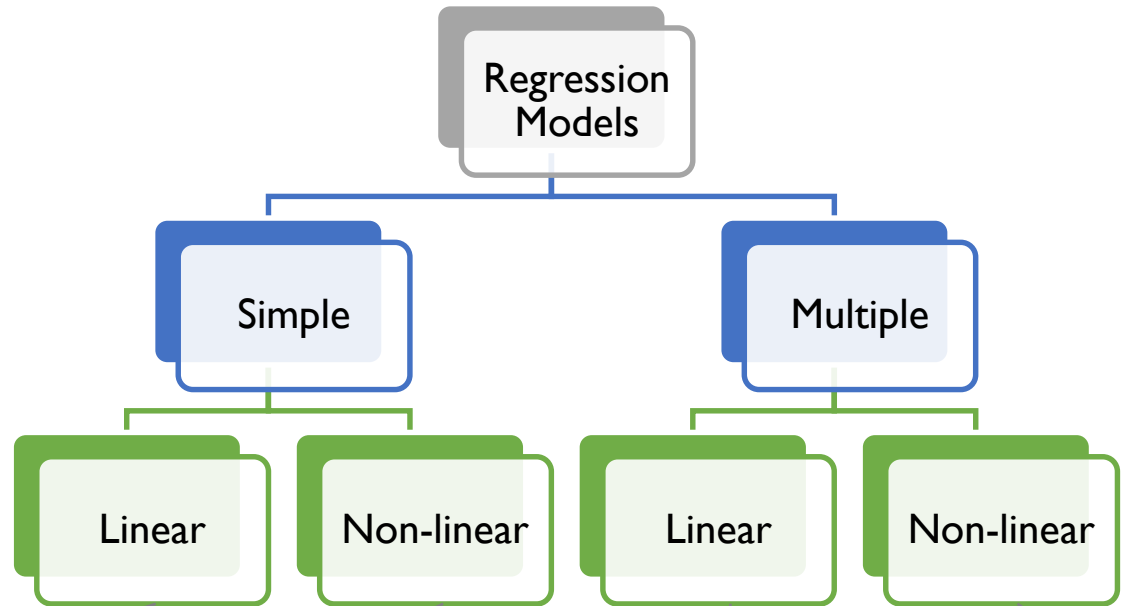 Regression
Models
Simple
Multiple
Linear
Non-linear
Linear
Non-linear